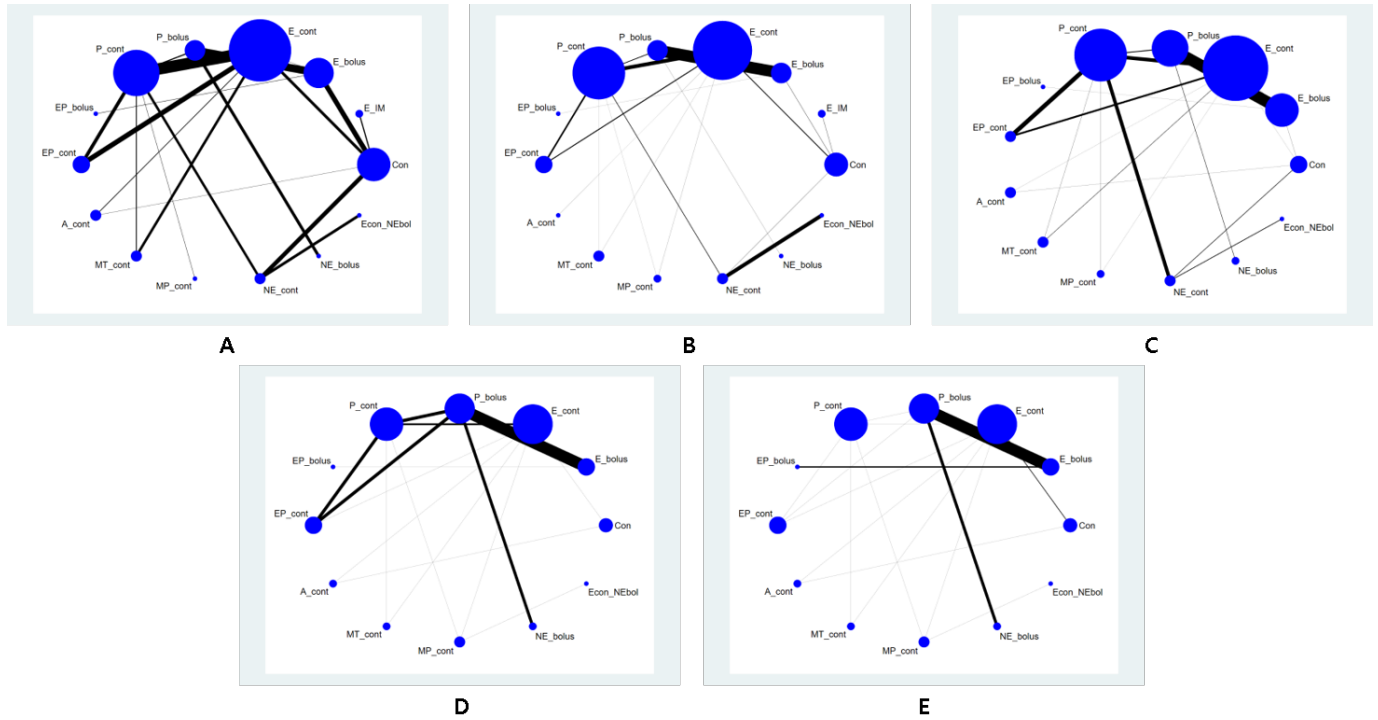 P_bolus
E_cont
P_cont
E_bolus
EP_bolus
E_IM
EP_cont
Con
A_cont
Econ_NEbol
MT_cont
NE_bolus
MP_cont
NE_cont
A
P_bolus
E_cont
P_cont
E_bolus
EP_bolus
E_IM
EP_cont
Con
A_cont
Econ_NEbol
MT_cont
NE_bolus
MP_cont
NE_cont
B
P_cont
P_bolus
E_cont
EP_bolus
E_bolus
EP_cont
Con
A_cont
Econ_NEbol
MT_cont
NE_bolus
MP_cont
NE_cont
C
P_bolus
P_cont
E_cont
EP_bolus
E_bolus
EP_cont
Con
A_cont
Econ_NEbol
MT_cont
NE_bolus
MP_cont
D
P_bolus
P_cont
E_cont
EP_bolus
E_bolus
EP_cont
Con
A_cont
Econ_NEbol
MT_cont
NE_bolus
MP_cont
E